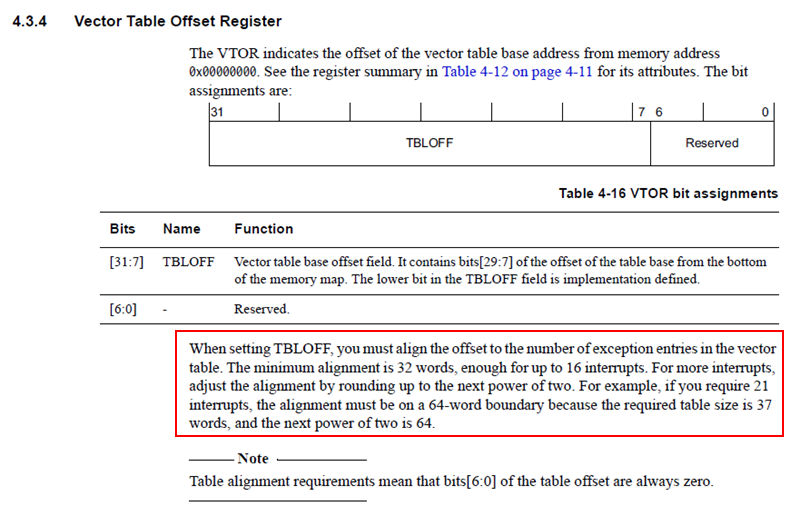 4.3.4 Vector Table Offset Register
The VTOR indicates the offset of the vector table base address from memory address
0x00000000. See the register summary in Table 4-12 on page 4-11 for its attributes. The bit
assignments are:
31 7 6 0
TBLOFF Reserved
Table 4-16 VTOR bit assignments
Bits Name Function
[31:7] TBLOFF Vector table base offset field. It contains bits[29:7] of the offset of the table base from the bottom
of the memory map. The lower bit in the TBLOFF field is implementation defined.
[6:0] - Reserved.
When setting TBLOFF, you must align the offset to the number of exception entries in the vector
table. The minimum alignment is 32 words, enough for up to 16 interrupts. For more interrupts,
adjust the alignment by rounding up to the next power of two. For example, if you require 21
interrupts, the alignment must be on a 64-word boundary because the required table size is 37
words, and the next power of two is 64.
Note
Table alignment requirements mean that bits[6:0] of the table offset are always zero.